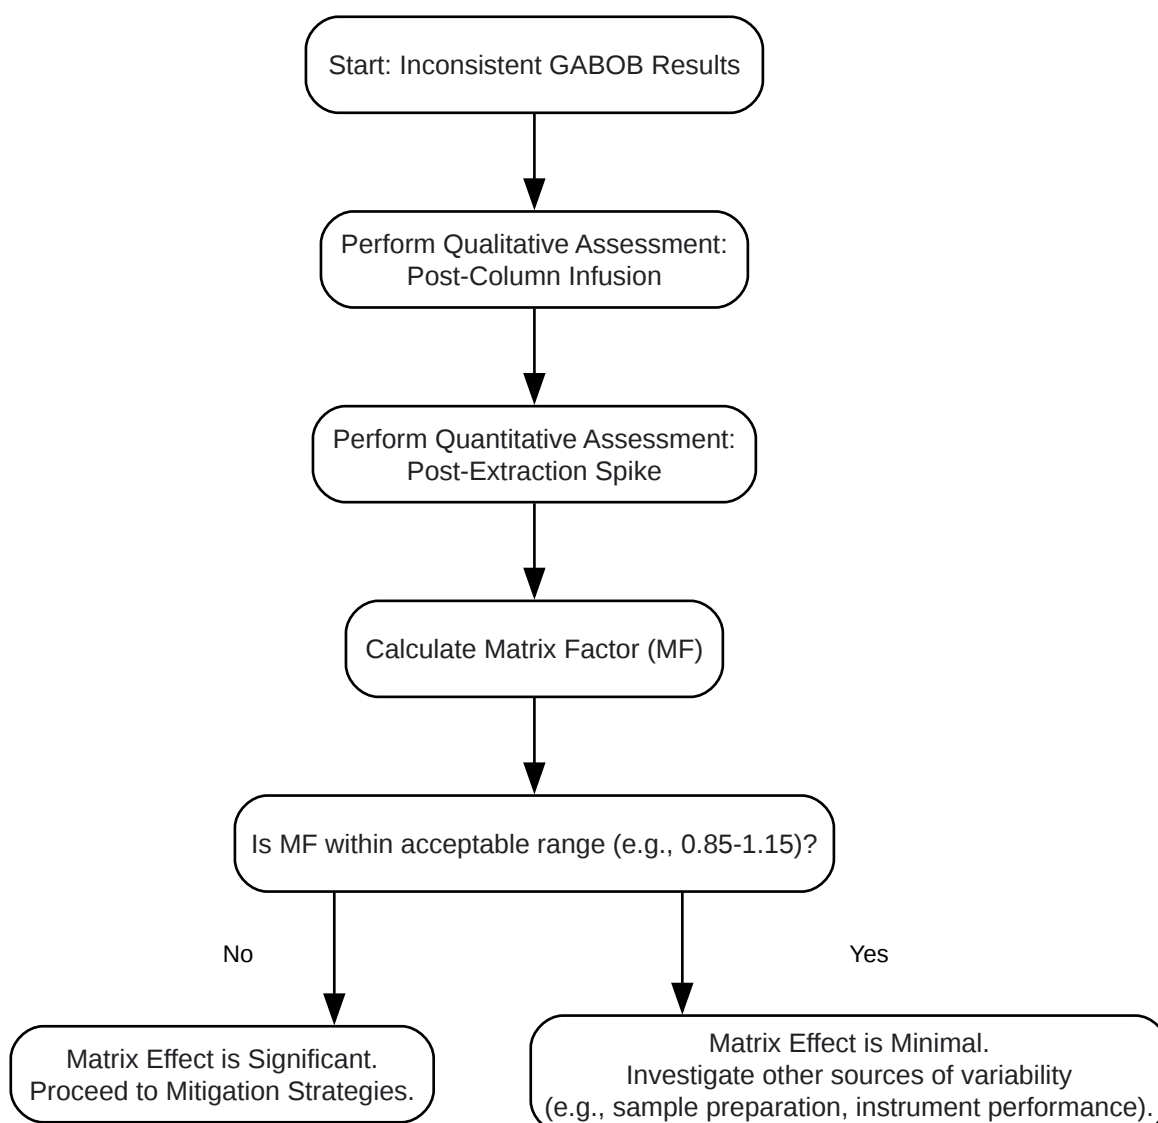 Start: Inconsistent GABOB Results
Perform Qualitative Assessment:
Post-Column Infusion
Perform Quantitative Assessment:
Post-Extraction Spike
Calculate Matrix Factor (MF)
Is MF within acceptable range (e.g., 0.85-1.15)?
No
Yes
Matrix Effect is Significant.
Proceed to Mitigation Strategies.
Matrix Effect is Minimal.
Investigate other sources of variability
(e.g., sample preparation, instrument performance).